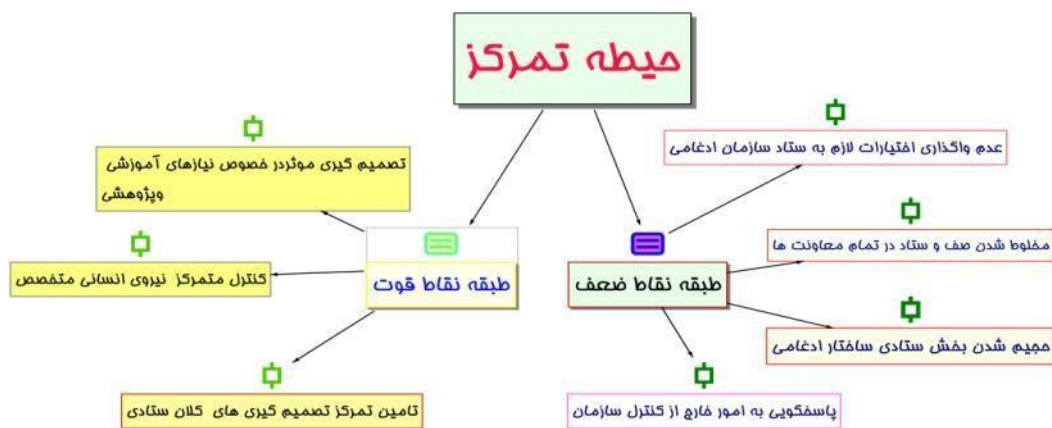 حیطه تمرکز
عدم واگذاری اختیارات لازم به ستاد سازمان ادغامی
تصمیم گیری موثردر خصوص نیازهای آموزشی
وپژوهشی
مخلوط شدن صف و ستاد در تمام معاونت ها
کنترل متمرکز نیروی انسانی متخصص
طبقه نقاط قوت
طبقه نقاط ضعف
حجیم شدن بخش ستادی ساختار ادغامی
تامین تمرکز تصمیم گیری های کلان ستادی
پاسخگویی به امور خارج از کنترل سازمان